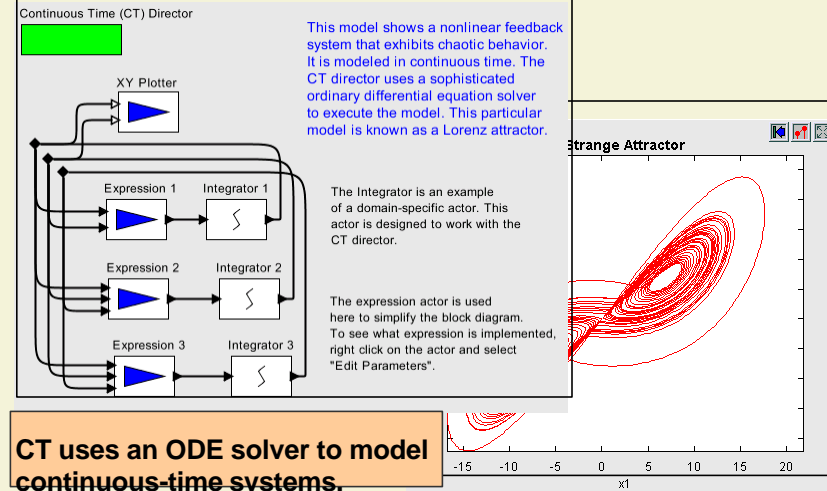 Continuous Time (CT) Director
This model shows a nonlinear feedback
system that exhibits chaotic behavior.
It is modeled in continuous time. The
CT director uses a sophisticated
ordinary differential equation solver
to execute the model. This particular
model is known as a Lorenz attractor.
XY Plotter
Strange Attractor
Expression 1
Integrator 1
The Integrator is an example
of a domain-specific actor. This
actor is designed to work with the
CT director.
Expression 2
Integrator 2
The expression actor is used
here to simplify the block diagram.
To see what expression is implemented,
right click on the actor and select
"Edit Parameters".
Expression 3
Integrator 3
CT uses an ODE solver to model
continuous-time systems.
-15 -10 -5 0 5 10 15 20
x1